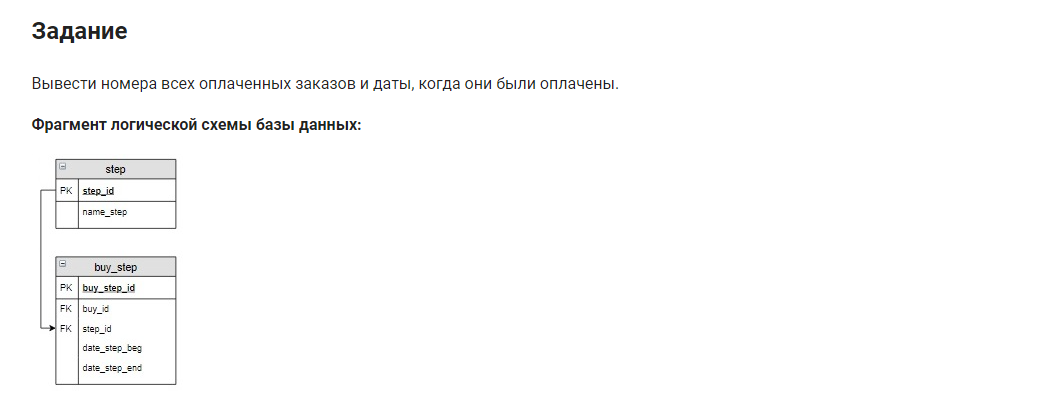 Задание
Вывести номера всех оплаченных заказов и даты, когда они были оплачены.
Фрагмент логической схемы базы данных:
step
PK step_id
name_step
buy_step
PK buy_step_id
FK buy_id
FK step_id
date_step_beg
date_step_end